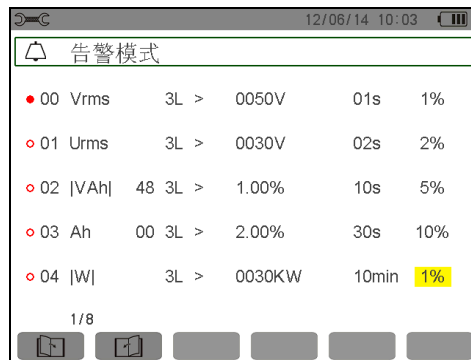 12/06/14 10:03
告警模式
00 Vrms 3L > 0050V 01s 1%
01 Urms 3L > 0030V 02s 2%
02 |VAh| 48 3L > 1.00% 10s 5%
03 Ah 00 3L > 2.00% 30s 10%
04 |W| 3L > 0030KW 10min 1%
1/8